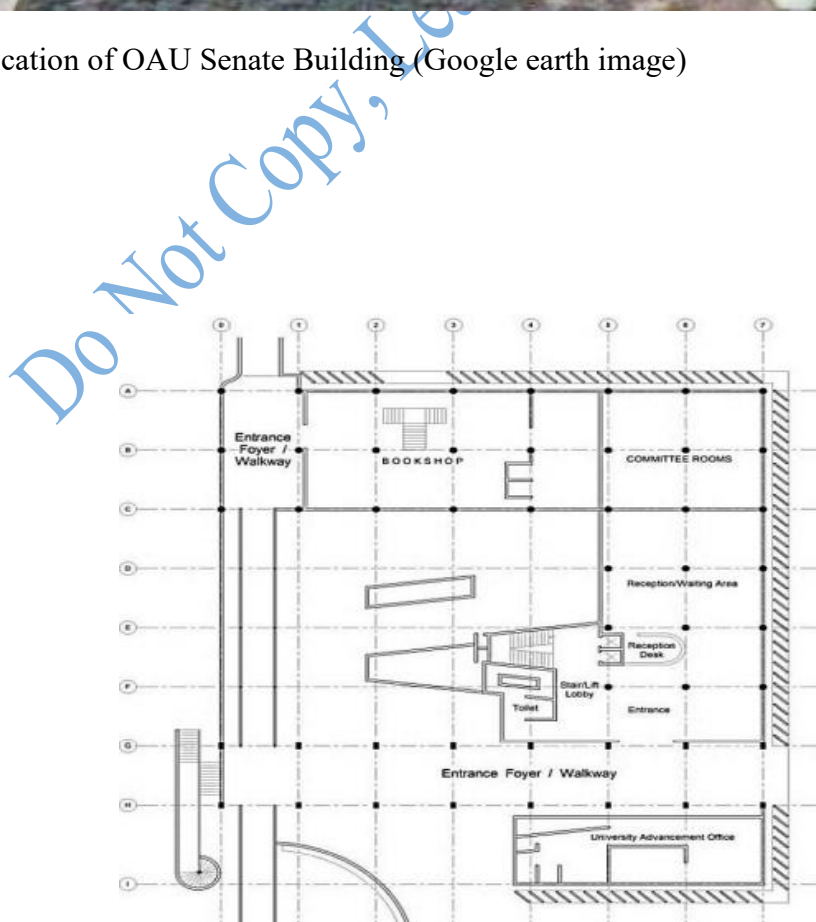 cation of OAU Senate Building (Google earth image)
Do Not Copy, Le
0 1 2 3 4 5 6 7
A
Entrance
Foyer /
Walkway
B
BOOKSHOP
COMMITTEE ROOMS
C
D
Reception/Waiting Area
E
Reception
Desk
Stair/Lift
Lobby
F
Toilet
Entrance
G
Entrance Foyer / Walkway
H
University Advancement Office
I